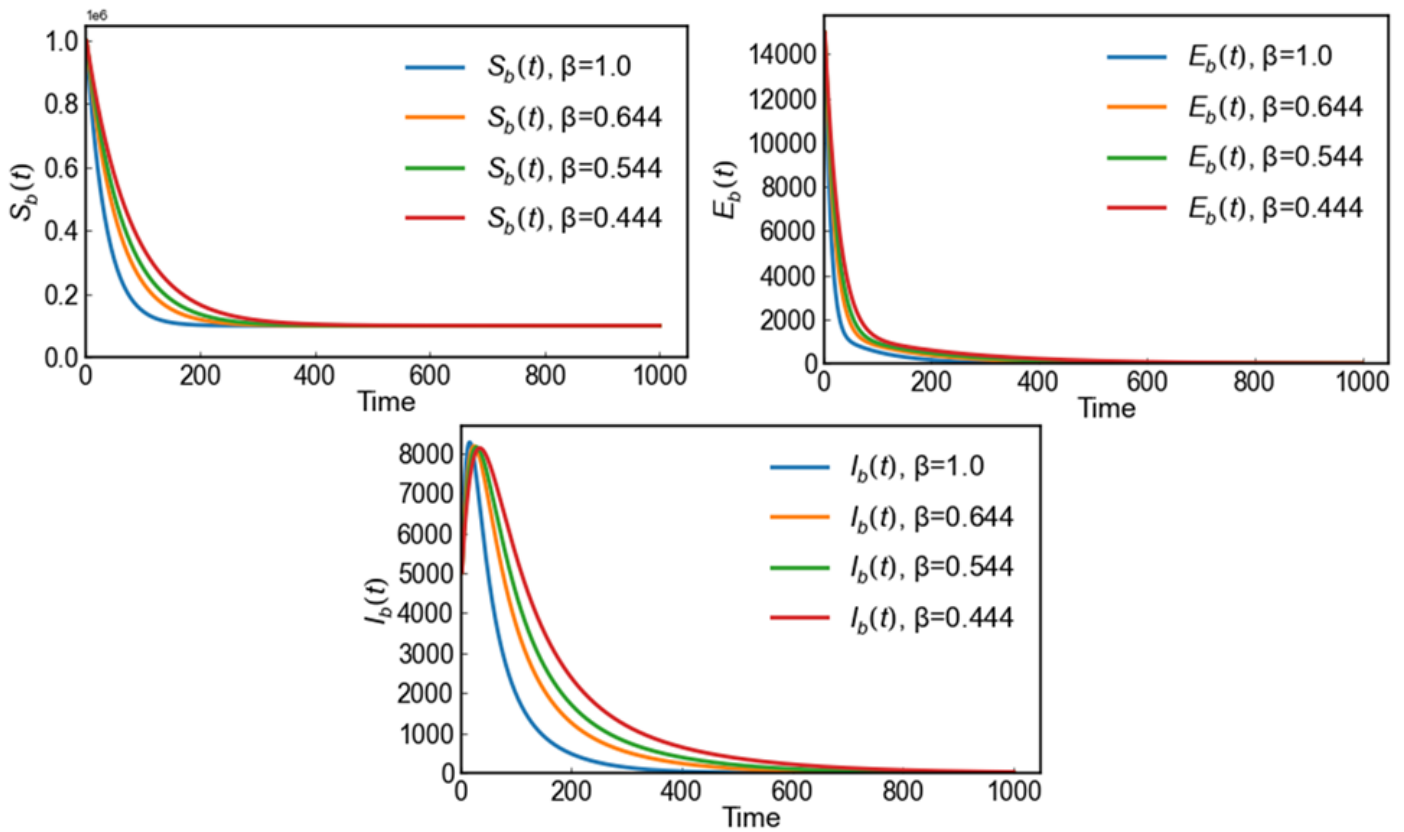 1e6
1.0
0.8
0.6
0.4
0.2
0.0
S_b(t)
S_b(t), β=1.0
S_b(t), β=0.644
S_b(t), β=0.544
S_b(t), β=0.444
0 200 400 600 800 1000
Time
14000
12000
10000
8000
6000
4000
2000
0
E_b(t)
E_b(t), β=1.0
E_b(t), β=0.644
E_b(t), β=0.544
E_b(t), β=0.444
0 200 400 600 800 1000
Time
8000
7000
6000
5000
4000
3000
2000
1000
0
I_b(t)
I_b(t), β=1.0
I_b(t), β=0.644
I_b(t), β=0.544
I_b(t), β=0.444
0 200 400 600 800 1000
Time